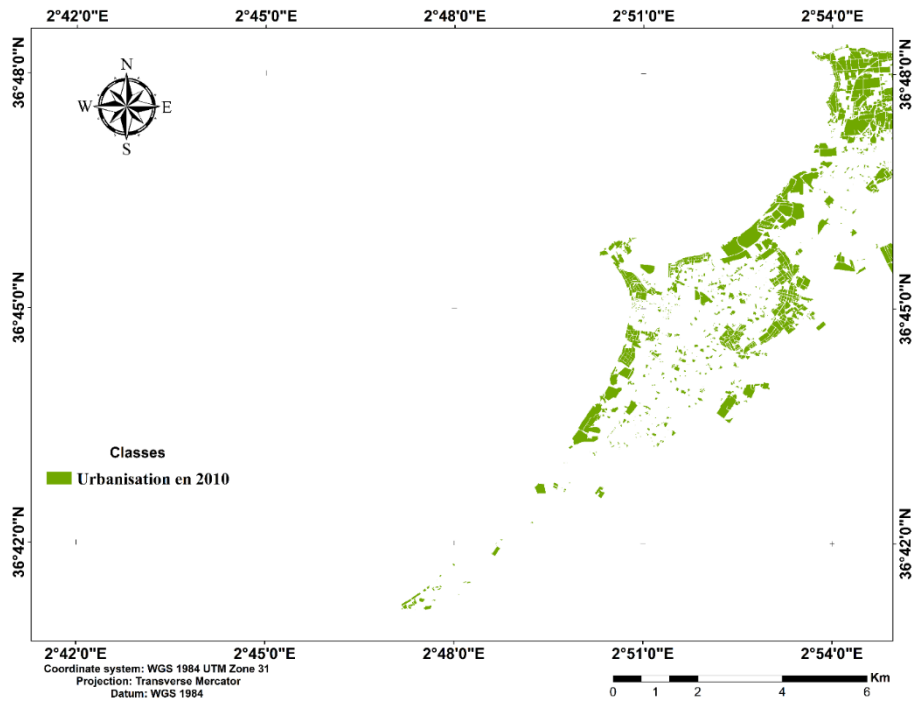 2°42'0"E 2°45'0"E 2°48'0"E 2°51'0"E 2°54'0"E
36°48'0"N 36°48'0"N
N
W E
S
36°45'0"N 36°45'0"N
Classes
Urbanisation en 2010
36°42'0"N 36°42'0"N
2°42'0"E 2°45'0"E 2°48'0"E 2°51'0"E 2°54'0"E
Coordinate system: WGS 1984 UTM Zone 31
Projection: Transverse Mercator
Datum: WGS 1984
Km
0 1 2 4 6